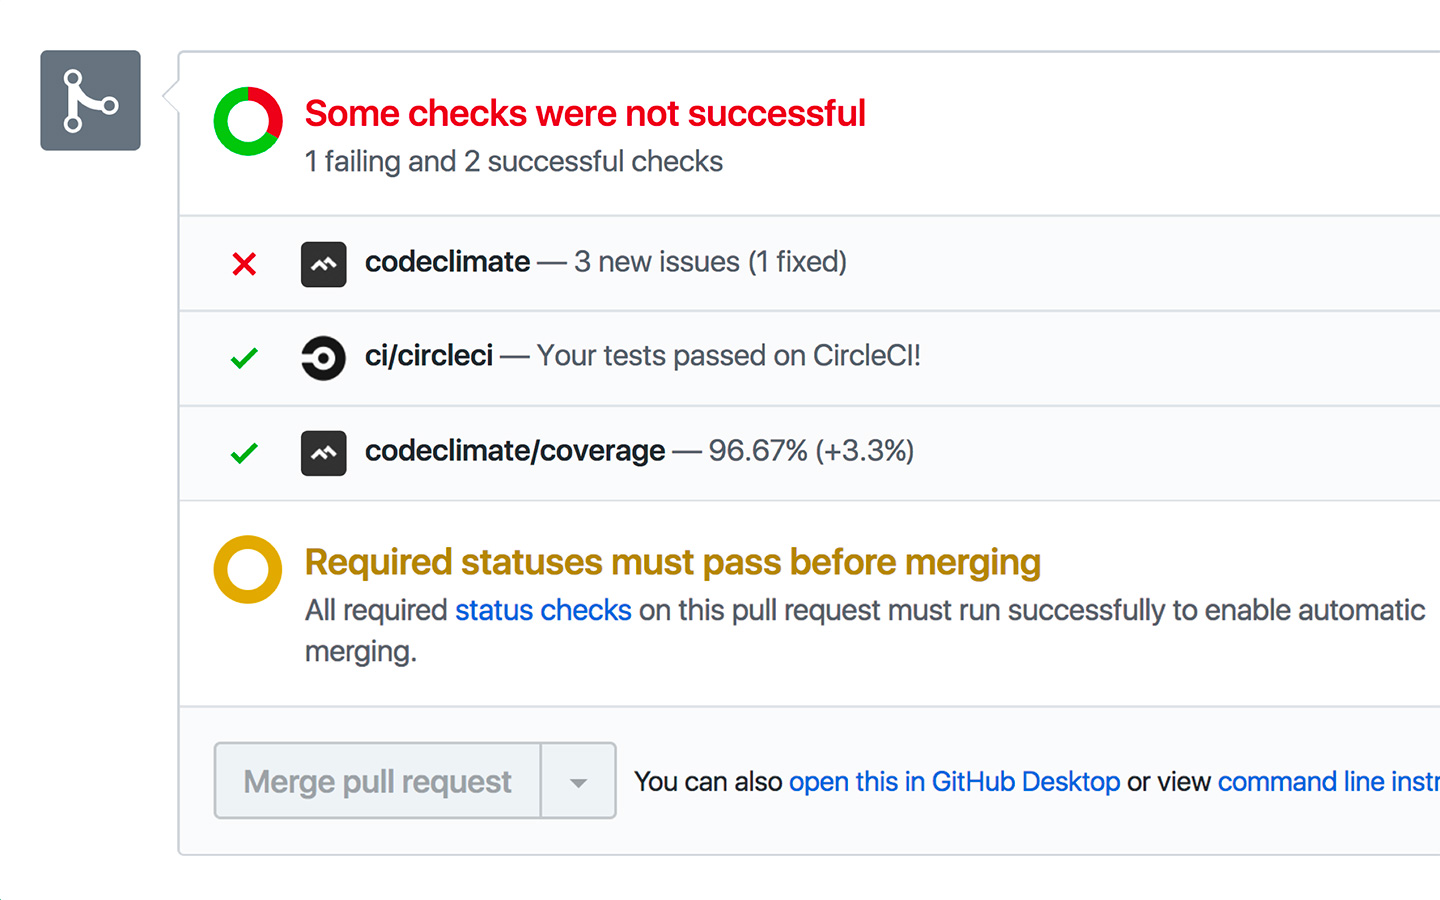 Some checks were not successful
1 failing and 2 successful checks
codeclimate — 3 new issues (1 fixed)
ci/circleci — Your tests passed on CircleCI!
codeclimate/coverage — 96.67% (+3.3%)
Required statuses must pass before merging
All required status checks on this pull request must run successfully to enable automatic
merging.
Merge pull request
You can also open this in GitHub Desktop or view command line